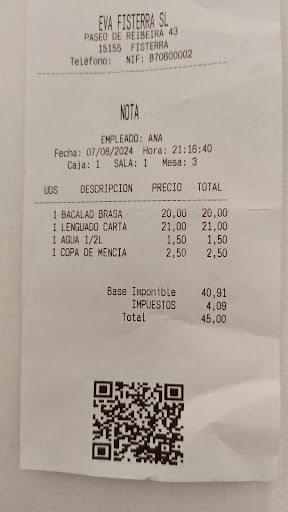 EVA FISTERRA SL
PASEO DE REIBEIRA 43
15155 FISTERRA
Teléfono: NIF: B70600002
NOTA
EMPLEADO: ANA
Fecha: 07/08/2024 Hora: 21:16:40
Caja: 1 SALA: 1 Mesa: 3
UDS DESCRIPCION PRECIO TOTAL
1 BACALAO BRASA 20,00 20,00
1 LENGUADO CARTA 21,00 21,00
1 AGUA 1/2L 1,50 1,50
1 COPA DE MENCIA 2,50 2,50
Base Imponible 40,91
IMPUESTOS 4,09
Total 45,00